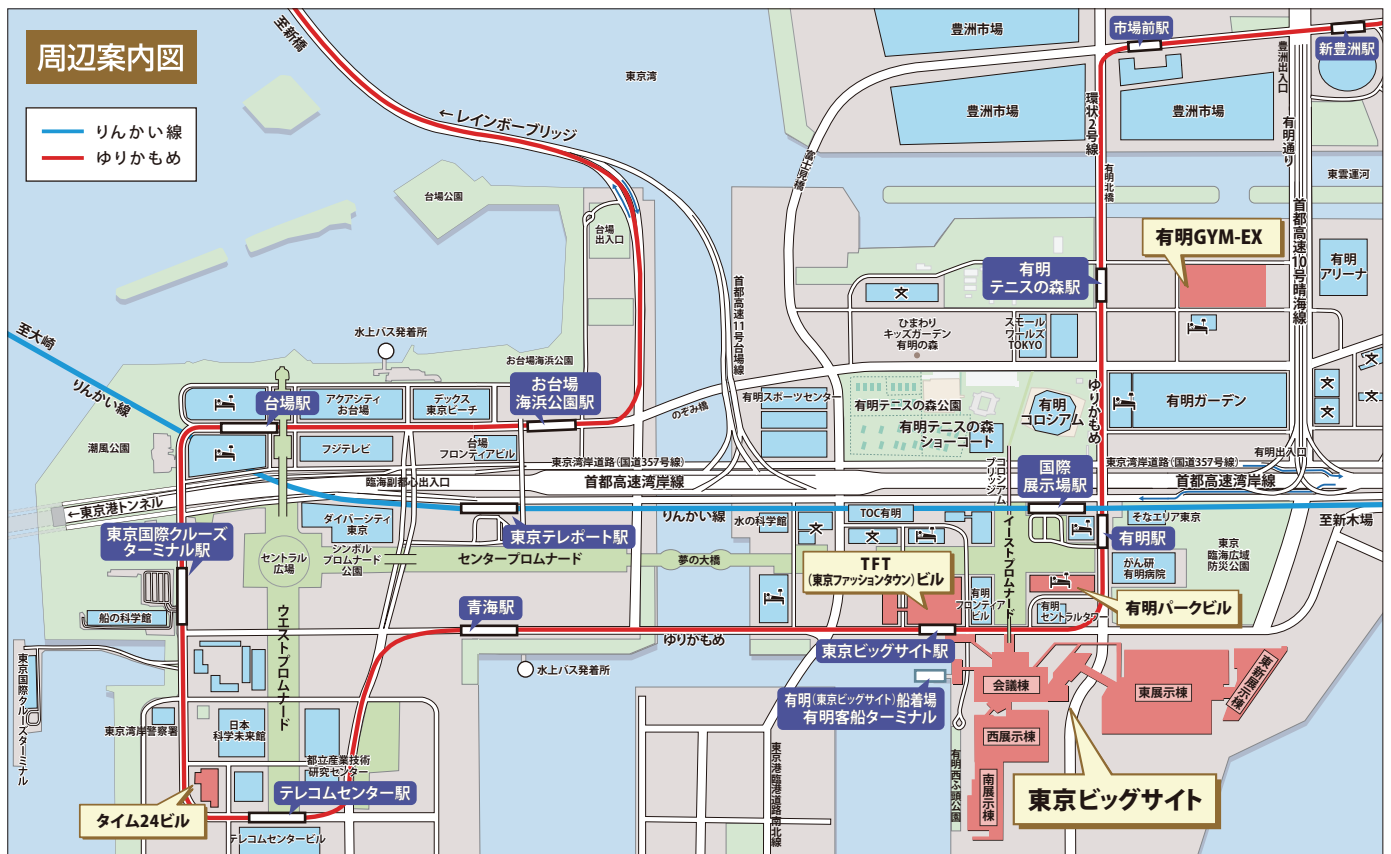 周辺案内図
りんかい線
ゆりかもめ
至新橋
東京湾
←レインボーブリッジ
豊洲市場
豊洲市場
豊洲市場
豊洲市場
市場前駅
新豊洲駅
豊洲出入口
環状2号線
有明通り
富士見橋
有明北橋
東雲運河
首都高速10号晴海線
台場公園
台場
出入口
首都高速11号台場線
有明GYM-EX
有明
アリーナ
有明
テニスの森駅
文
ひまわり
キッズガーデン
有明の森
スモール
ワールズ
TOKYO
至大崎
りんかい線
水上バス発着所
お台場海浜公園
台場駅
アクアシティ
お台場
デックス
東京ビーチ
お台場
海浜公園駅
のぞみ橋
有明スポーツセンター
有明テニスの森公園
有明
コロシアム
有明テニスの森
ショーコート
ゆりかもめ
有明ガーデン
文
文
文
文
潮風公園
フジテレビ
台場
フロンティアビル
東京湾岸道路(国道357号線)
首都高速湾岸線
臨海副都心出入口
コロシアム
ブリッジ
国際
展示場駅
東京湾岸道路(国道357号線)
有明出入口
首都高速湾岸線
←東京港トンネル
東京国際クルーズ
ターミナル駅
ダイバーシティ
東京
東京テレポート駅
りんかい線
水の科学館
文
TOC有明
文
イーストプロムナード
有明駅
そなエリア東京
至新木場
セントラル
広場
シンボル
プロムナード
公園
センタープロムナード
夢の大橋
TFT
(東京ファッションタウン)ビル
がん研
有明病院
東京
臨海広域
防災公園
船の科学館
ウエストプロムナード
青海駅
ゆりかもめ
有明
フロンティア
ビル
有明
セントラルタワー
有明パークビル
東京ビッグサイト駅
水上バス発着所
東京国際クルーズターミナル
有明(東京ビッグサイト)船着場
有明客船ターミナル
会議棟
東展示棟
東新展示棟
西展示棟
南展示棟
東京ビッグサイト
有明西ふ頭公園
東京港臨港道路南北線
東京湾岸警察署
日本
科学未来館
都立産業技術
研究センター
タイム24ビル
テレコムセンター駅
テレコムセンタービル